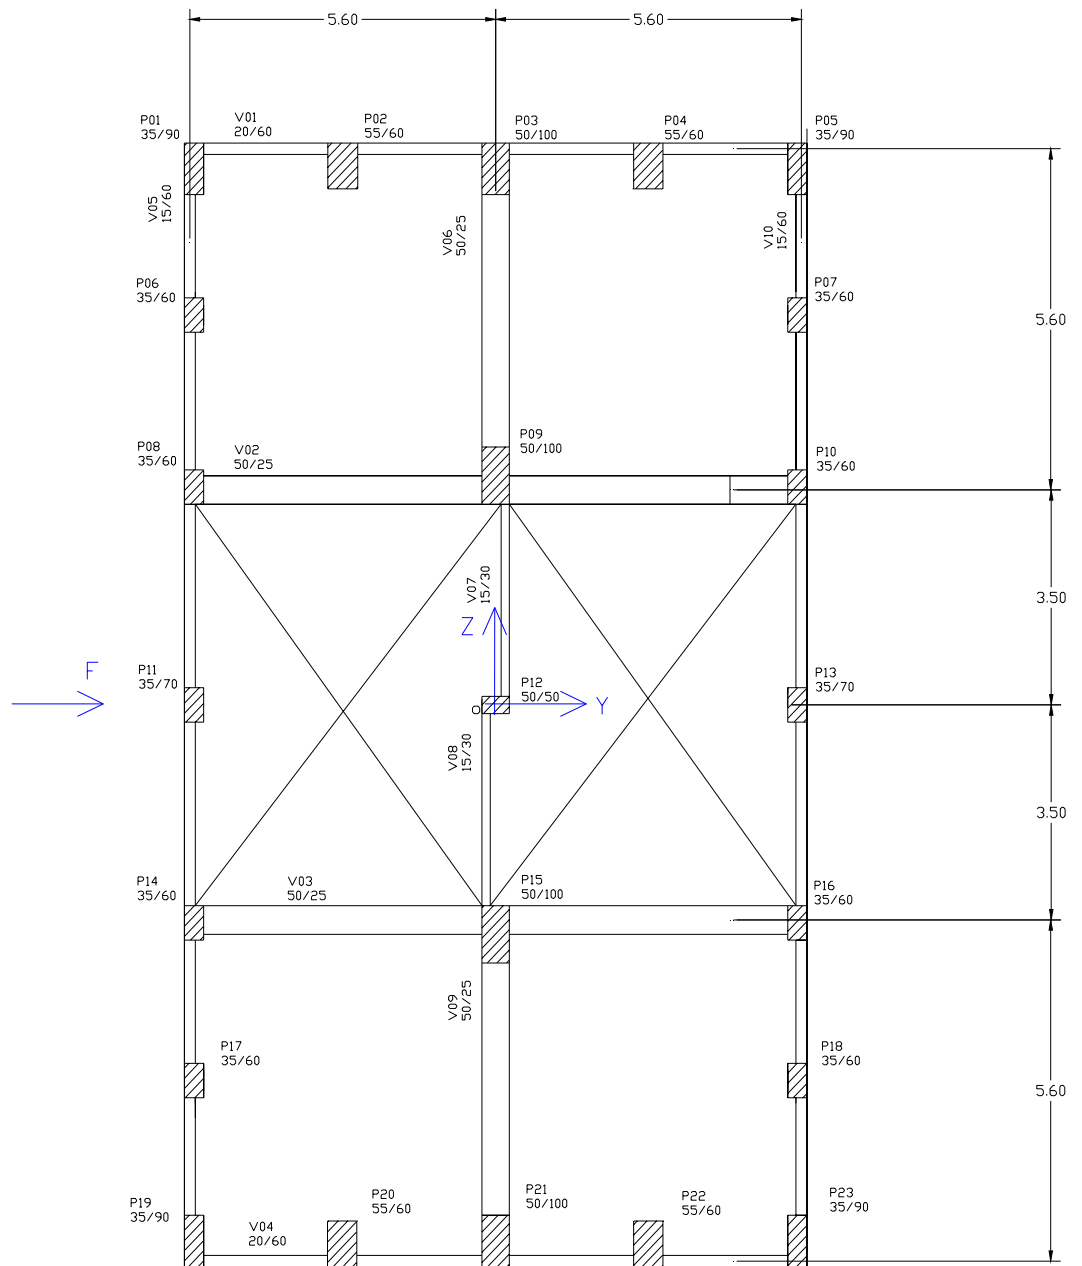 5.60
5.60
P01
35/90
V01
20/60
P02
55/60
P03
50/100
P04
55/60
P05
35/90
V05
15/60
V06
50/25
V10
15/60
P06
35/60
P07
35/60
5.60
P08
35/60
V02
50/25
P09
50/100
P10
35/60
V07
15/30
3.50
Z
F
P11
35/70
P12
50/50
P13
35/70
O
Y
V08
15/30
3.50
P14
35/60
V03
50/25
P15
50/100
P16
35/60
V09
50/25
P17
35/60
P18
35/60
5.60
P19
35/90
V04
20/60
P20
55/60
P21
50/100
P22
55/60
P23
35/90